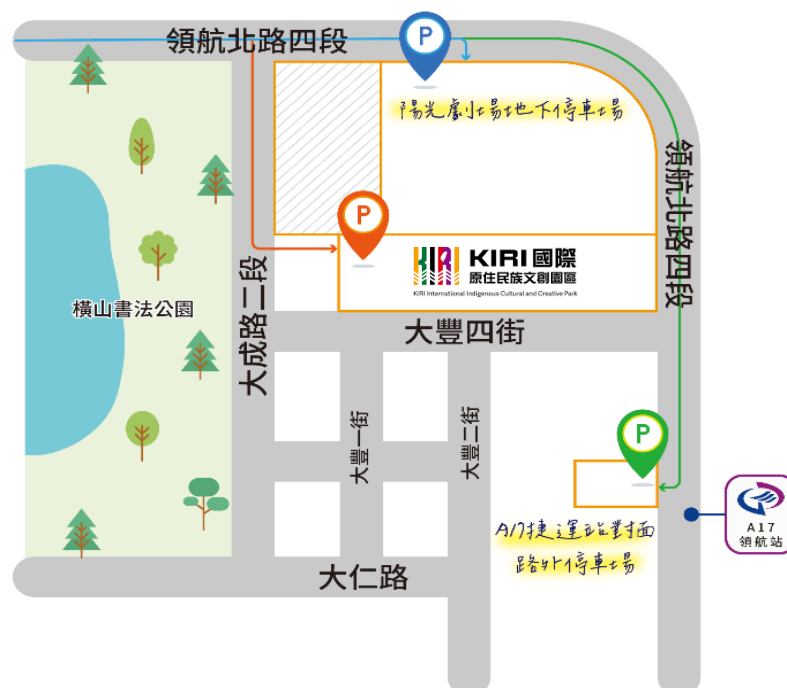 領航北路四段
P
陽光劇場地下停車場
領航北路四段
P
KIRI
KIRI 國際
原住民族文創園區
KIRI International Indigenous Cultural and Creative Park
橫山書法公園
大成路二段
大豐四街
大豐一街
大豐二街
P
A17捷運站對面
路外停車場
A17
領航站
大仁路